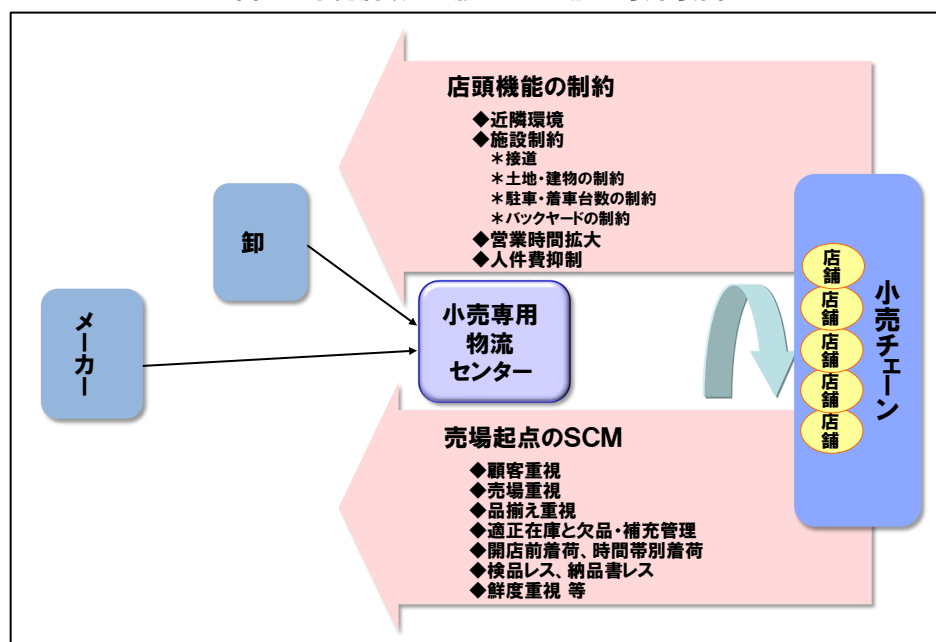 店頭機能の制約
◆近隣環境
◆施設制約
＊接道
＊土地・建物の制約
＊駐車・着車台数の制約
＊バックヤードの制約
◆営業時間拡大
◆人件費抑制
卸
メーカー
小売専用
物流
センター
店舗
店舗
店舗
店舗
店舗
小売チェーン
売場起点のSCM
◆顧客重視
◆売場重視
◆品揃え重視
◆適正在庫と欠品・補充管理
◆開店前着荷、時間帯別着荷
◆検品レス、納品書レス
◆鮮度重視 等